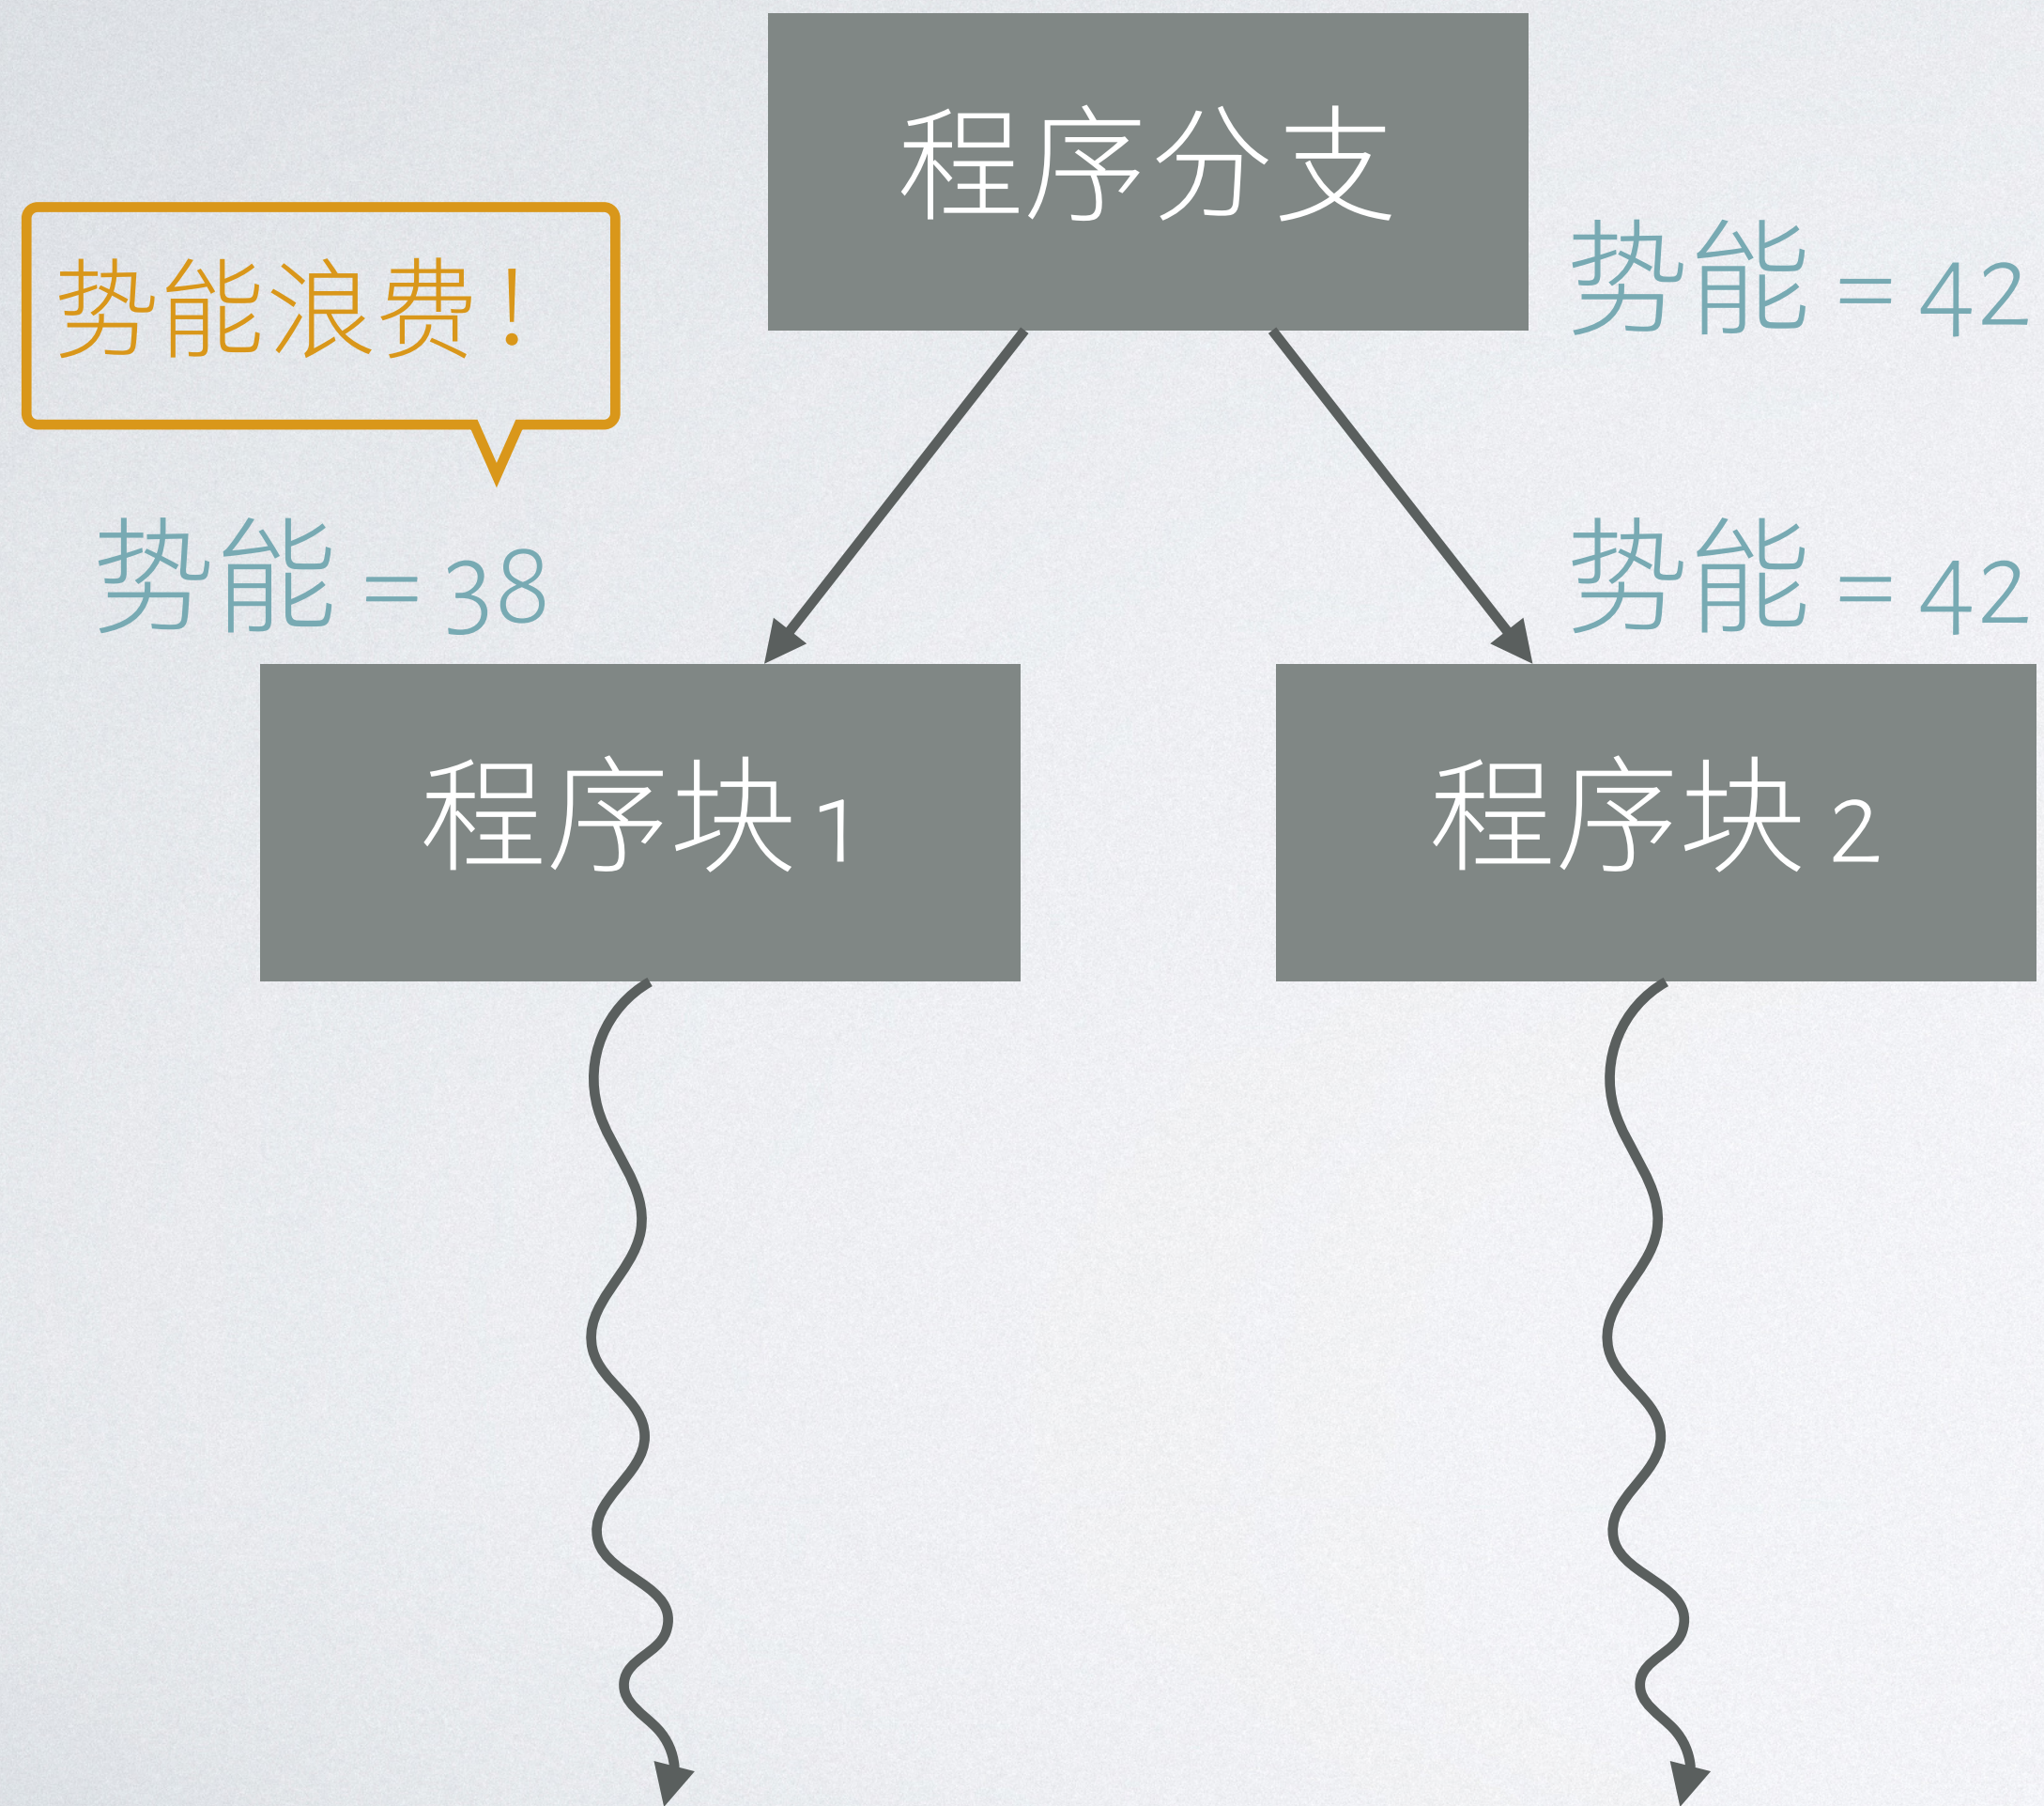 程序分支
势能 = 42
势能浪费！
势能 = 38
势能 = 42
程序块 1
程序块 2